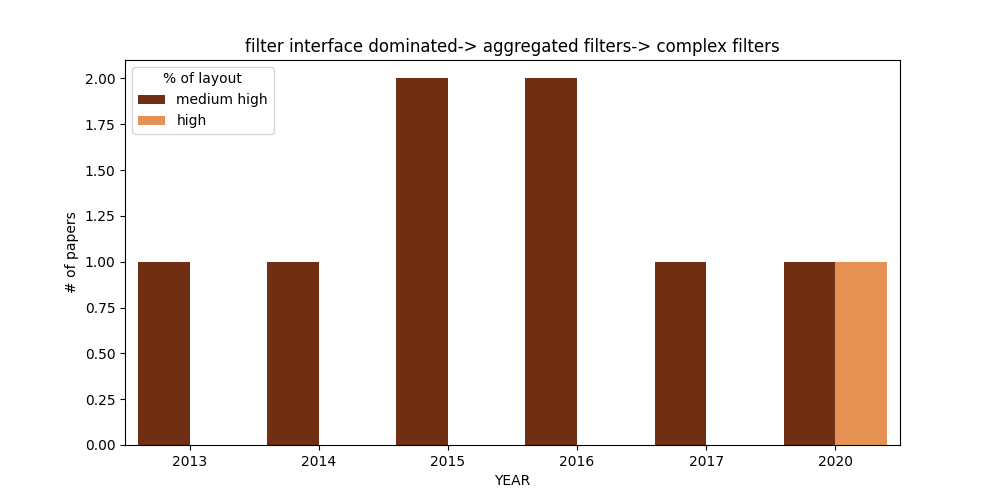 filter interface dominated-> aggregated filters-> complex filters
% of layout
medium high
high
2.00
1.75
1.50
1.25
1.00
0.75
0.50
0.25
0.00
# of papers
2013 2014 2015 2016 2017 2020
YEAR